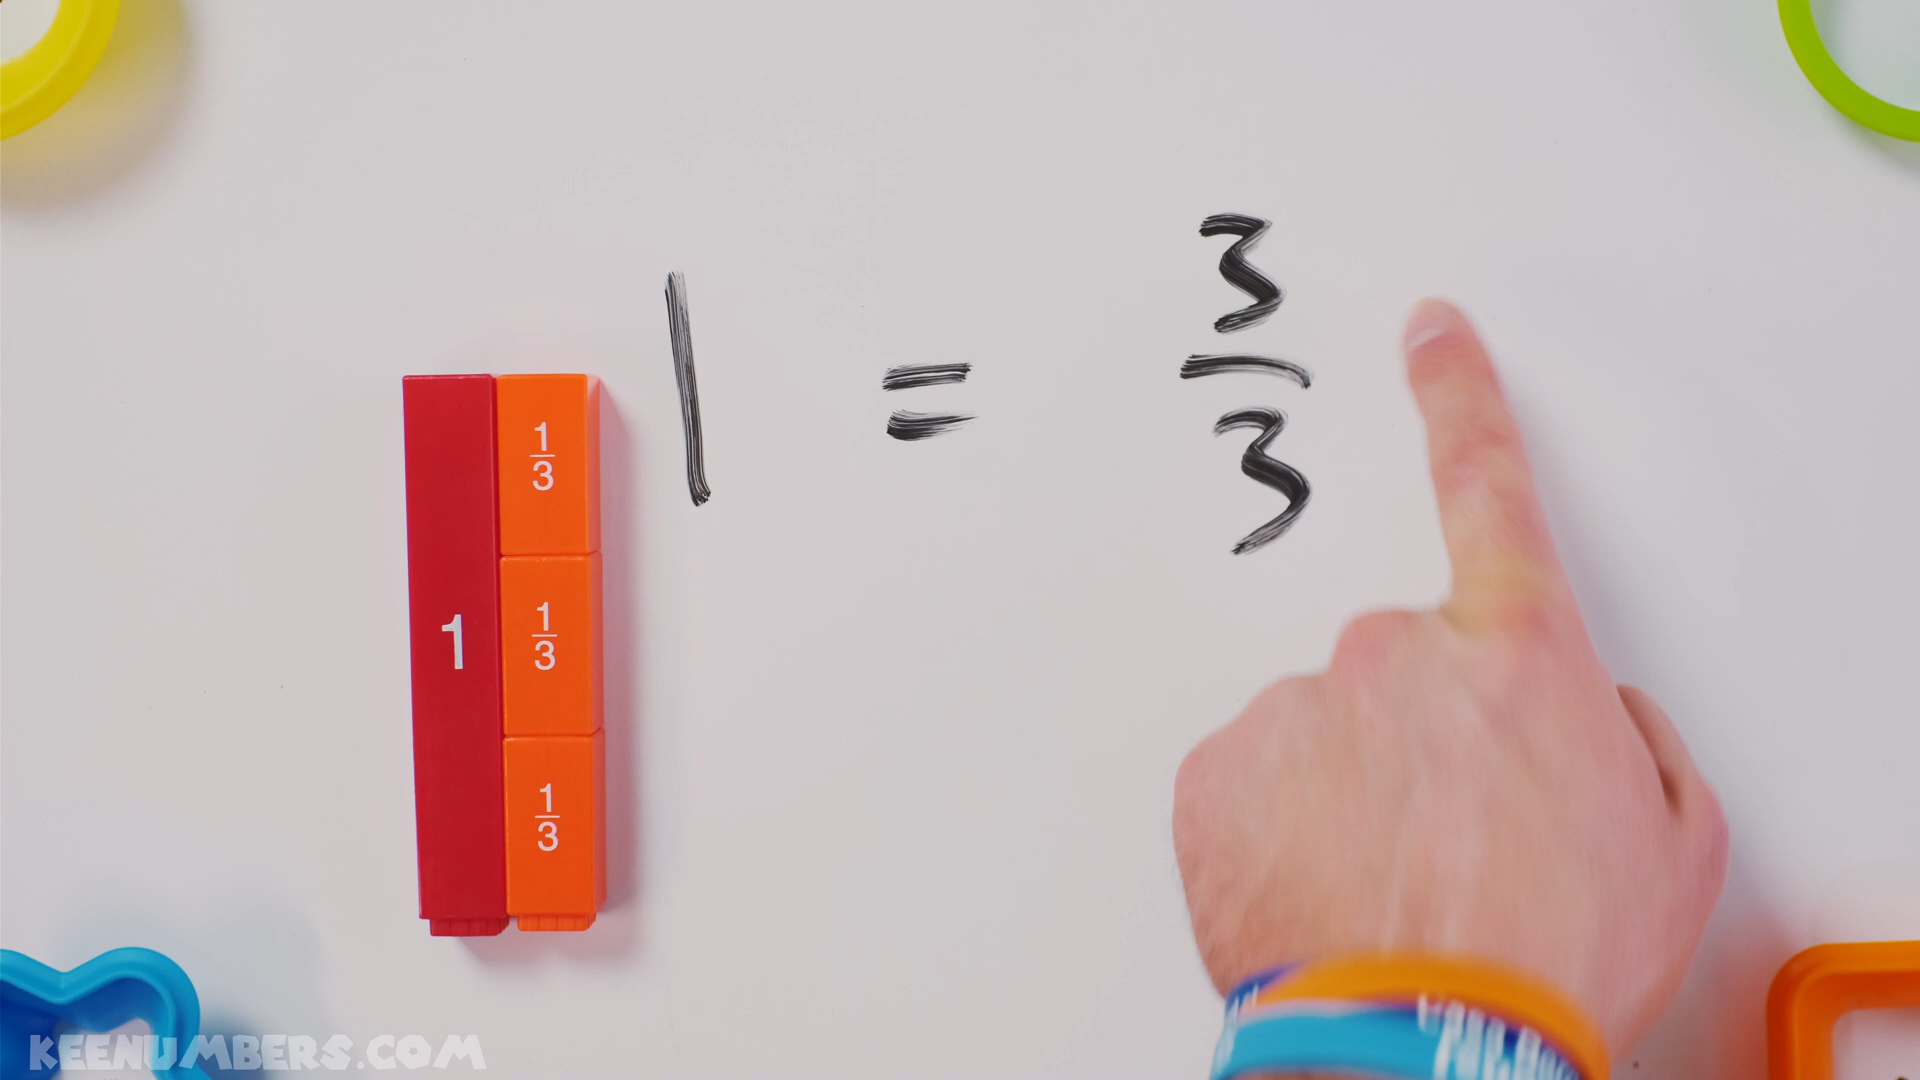 1 = 3/3
1
1/3
1/3
1/3
KEENUMBERS.COM